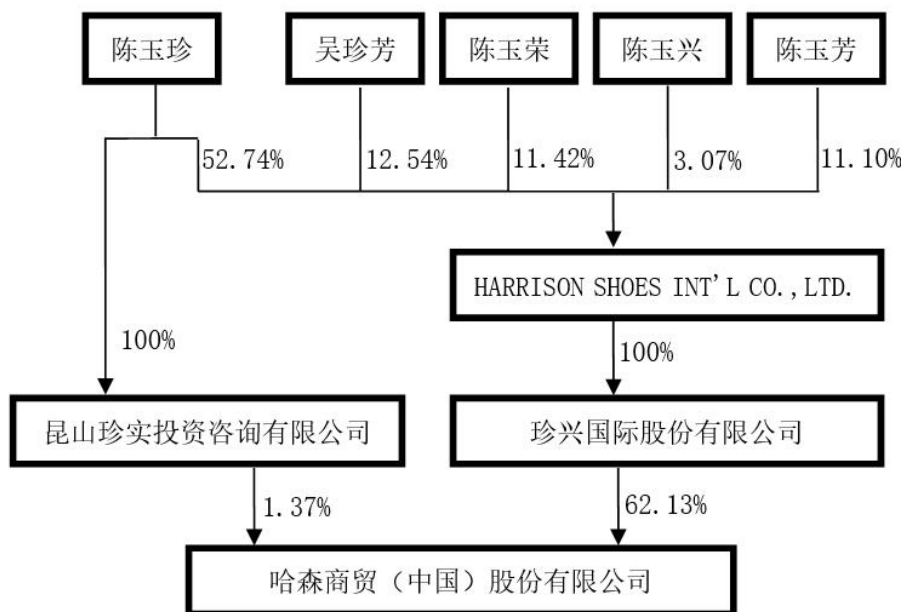 陈玉珍
吴珍芳
陈玉荣
陈玉兴
陈玉芳
52.74%
12.54%
11.42%
3.07%
11.10%
HARRISON SHOES INT'L CO.,LTD.
100%
100%
昆山珍实投资咨询有限公司
珍兴国际股份有限公司
1.37%
62.13%
哈森商贸（中国）股份有限公司